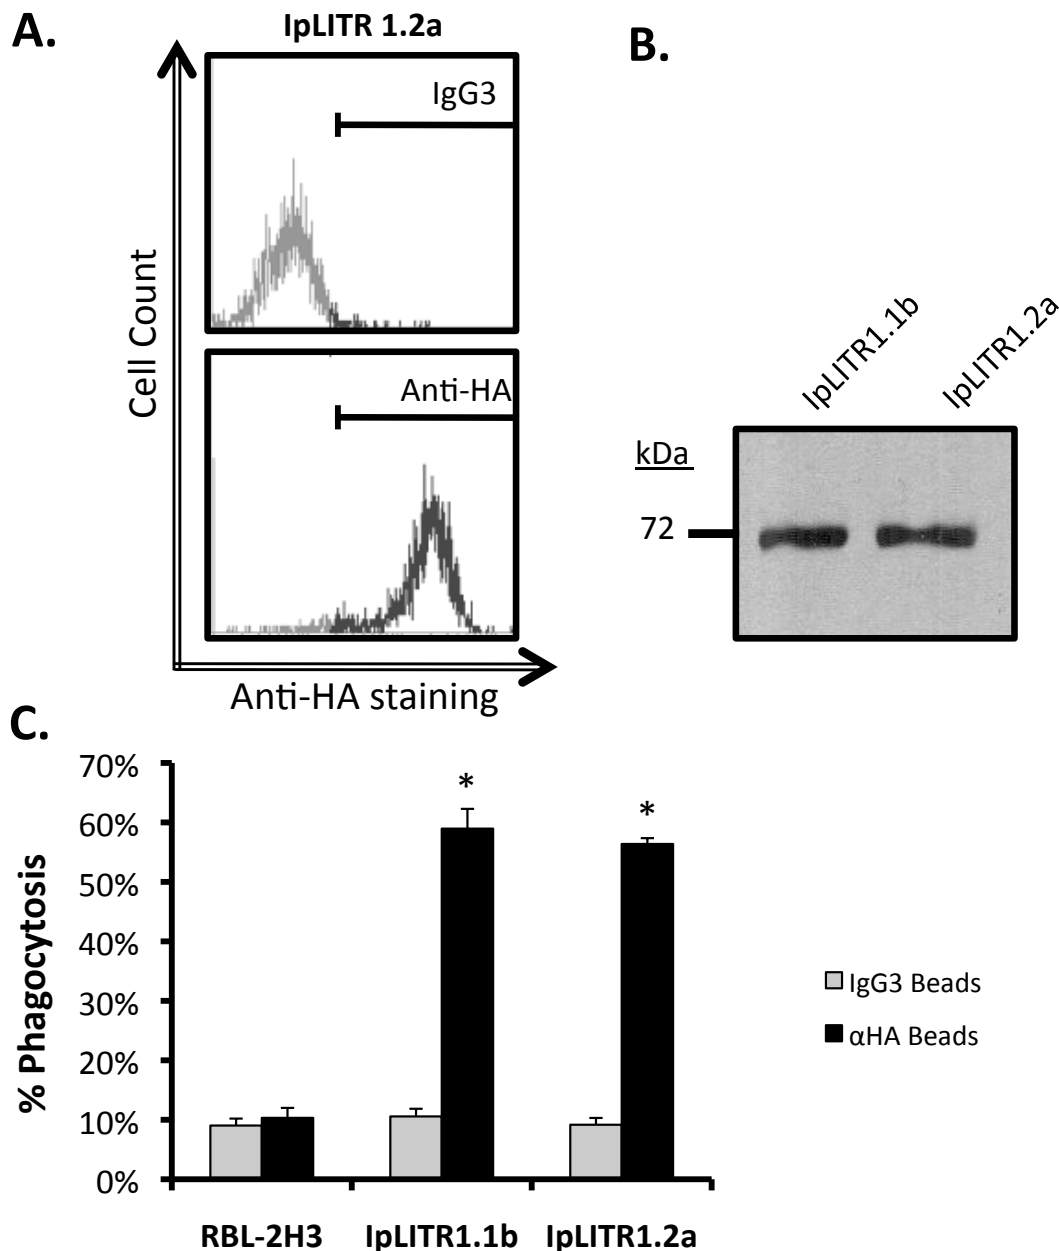 A.
IpLITR 1.2a
IgG3
Anti-HA
Cell Count
Anti-HA staining
B.
IpLITR1.1b
IpLITR1.2a
kDa
72
C.
% Phagocytosis
70%
60%
50%
40%
30%
20%
10%
0%
*
*
RBL-2H3
IpLITR1.1b
IpLITR1.2a
IgG3 Beads
αHA Beads